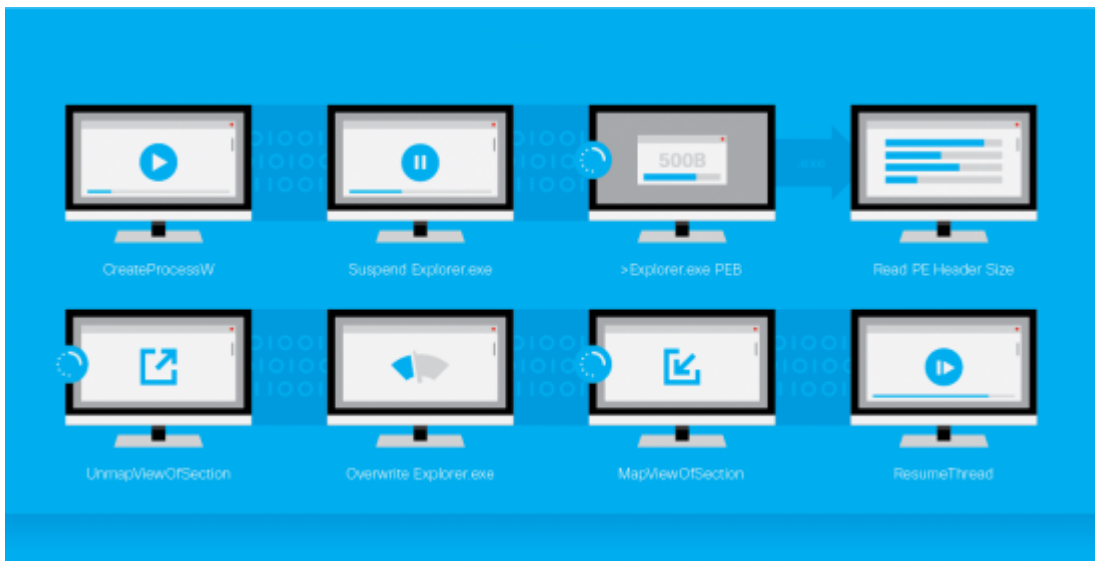 500B
.exe
CreateProcessW
Suspend Explorer.exe
>Explorer.exe PEB
Read PE Header Size
UnmapViewOfSection
Overwrite Explorer.exe
MapViewOfSection
ResumeThread